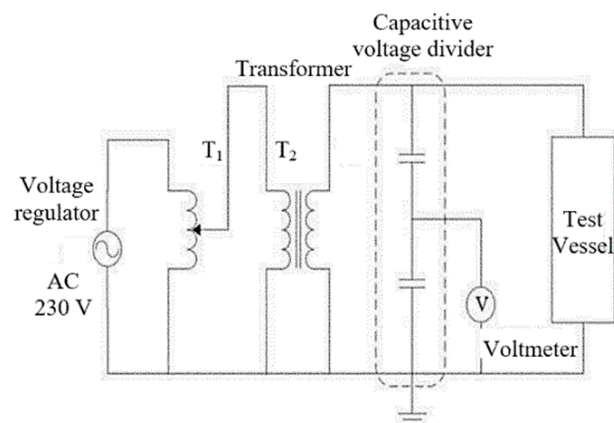 Capacitive
voltage divider
Transformer
T₁
T₂
Voltage
regulator
AC
230 V
V
Voltmeter
Test
Vessel